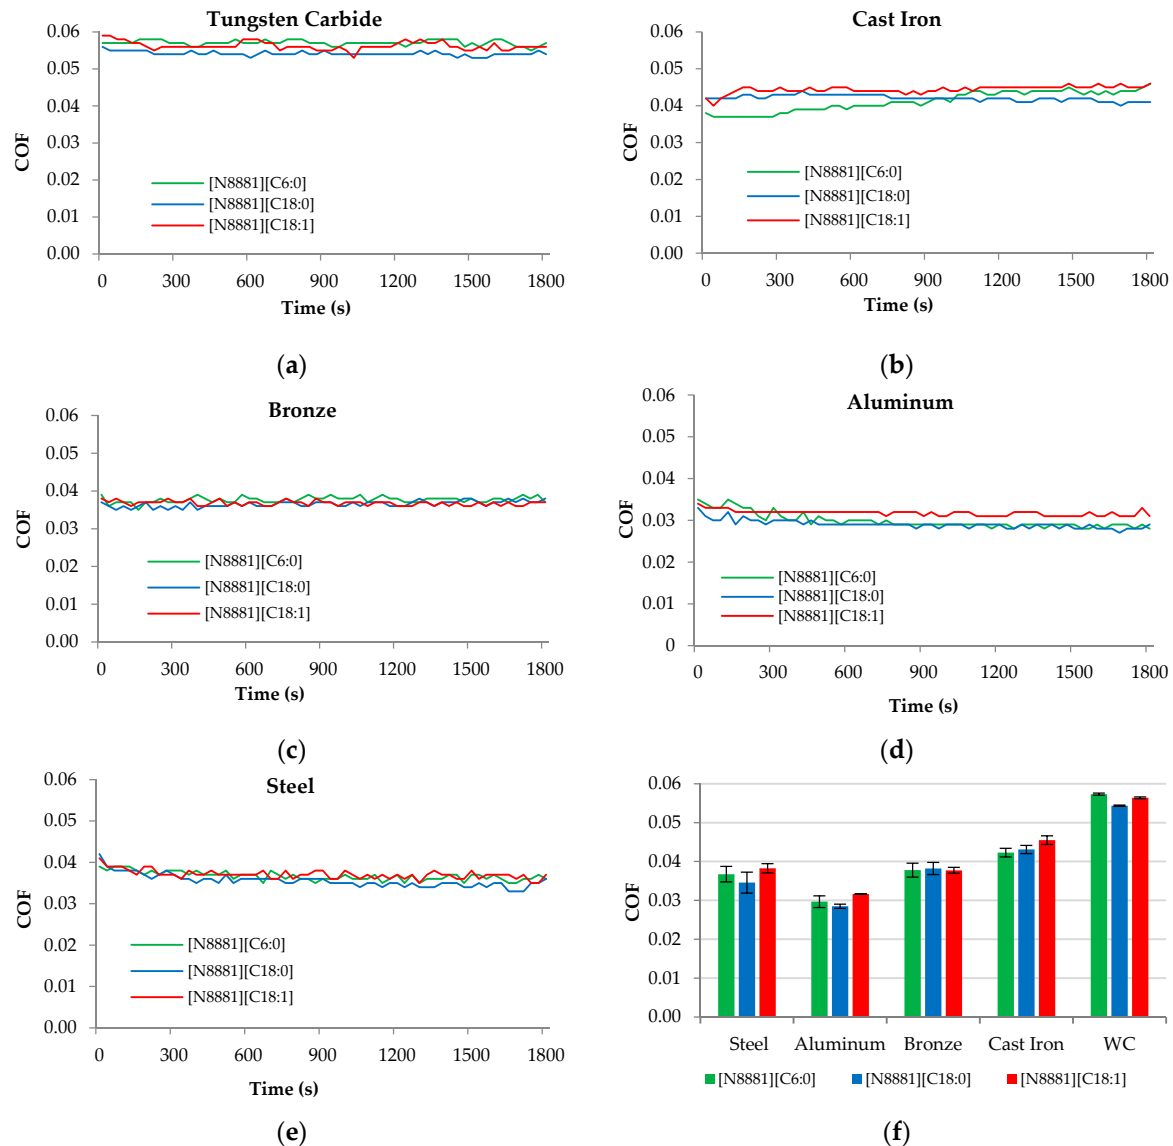 Tungsten Carbide
0.06
0.05
0.04
0.03
0.02
0.01
0.00
COF
[N8881][C6:0]
[N8881][C18:0]
[N8881][C18:1]
0 300 600 900 1200 1500 1800
Time (s)
(a)
Cast Iron
0.06
0.05
0.04
0.03
0.02
0.01
0.00
COF
[N8881][C6:0]
[N8881][C18:0]
[N8881][C18:1]
0 300 600 900 1200 1500 1800
Time (s)
(b)
Bronze
0.06
0.05
0.04
0.03
0.02
0.01
0.00
COF
[N8881][C6:0]
[N8881][C18:0]
[N8881][C18:1]
0 300 600 900 1200 1500 1800
Time (s)
(c)
Aluminum
0.06
0.05
0.04
0.03
0.02
0.01
0
COF
[N8881][C6:0]
[N8881][C18:0]
[N8881][C18:1]
0 300 600 900 1200 1500 1800
Time (s)
(d)
Steel
0.06
0.05
0.04
0.03
0.02
0.01
0.00
COF
[N8881][C6:0]
[N8881][C18:0]
[N8881][C18:1]
0 300 600 900 1200 1500 1800
Time (s)
(e)
0.06
0.05
0.04
0.03
0.02
0.01
0.00
COF
Steel Aluminum Bronze Cast Iron WC
[N8881][C6:0] [N8881][C18:0] [N8881][C18:1]
(f)